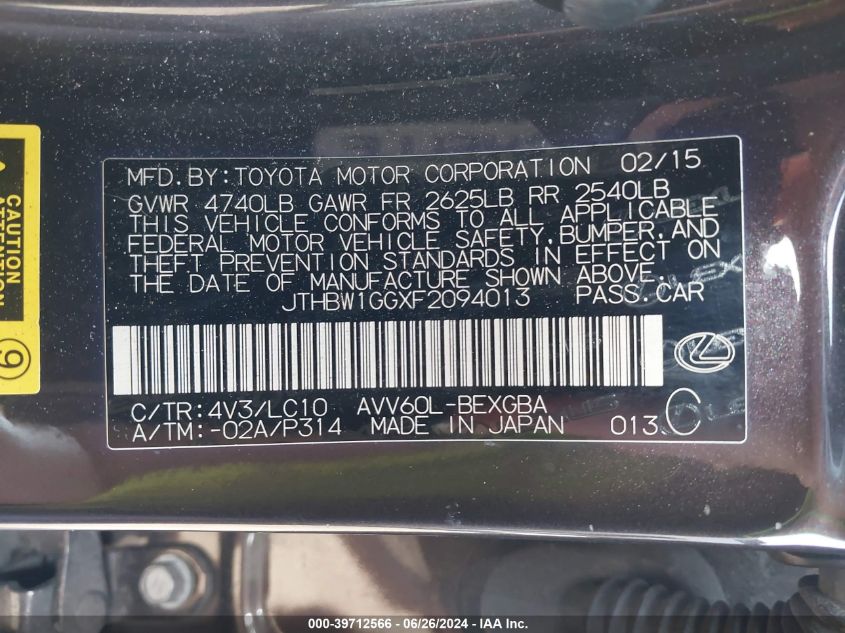 CAUTION
ATTENTION
9
MFD.BY:TOYOTA MOTOR CORPORATION 02/15
GVWR 4740LB GAWR FR 2625LB RR 2540LB
THIS VEHICLE CONFORMS TO ALL APPLICABLE
FEDERAL MOTOR VEHICLE SAFETY,BUMPER,AND
THEFT PREVENTION STANDARDS IN EFFECT ON
THE DATE OF MANUFACTURE SHOWN ABOVE.
JTHBW1GGXF2094013 PASS.CAR
C/TR:4V3/LC10 AVV60L-BEXGBA
A/TM:-02A/P314 MADE IN JAPAN 013 C
000-39712566 - 06/26/2024 - IAA Inc.